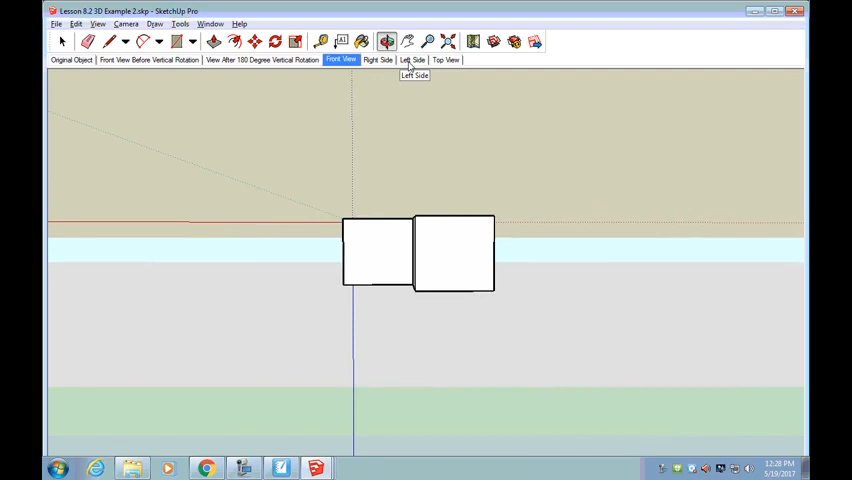 Lesson 8.2 3D Example 2.skp - SketchUp Pro
File Edit View Camera Draw Tools Window Help
A1
Original Object Front View Before Vertical Rotation View After 180 Degree Vertical Rotation Front View Right Side Left Side Top View
Left Side
12:28 PM
5/19/2017